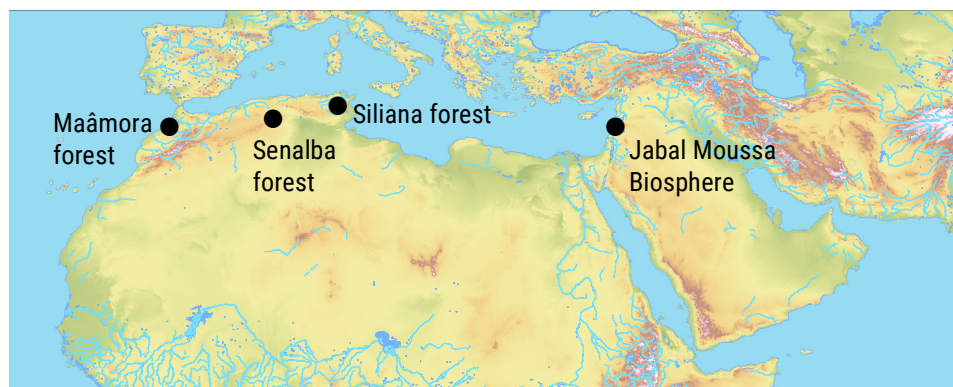 Maâmora
forest
Senalba
forest
Siliana forest
Jabal Moussa
Biosphere